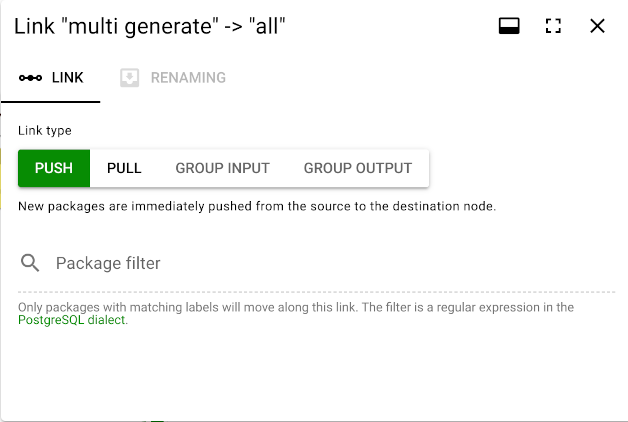 Link "multi generate" -> "all"
LINK RENAMING
Link type
PUSH PULL GROUP INPUT GROUP OUTPUT
New packages are immediately pushed from the source to the destination node.
Package filter
Only packages with matching labels will move along this link. The filter is a regular expression in the
PostgreSQL dialect.